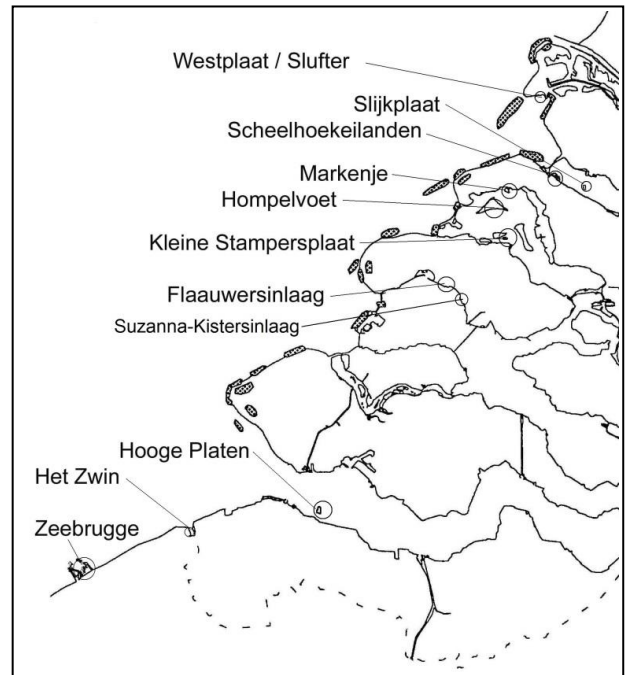 Westplaat / Slufter
Slijkplaat
Scheelhoekeilanden
Markenje
Hompelvoet
Kleine Stampersplaat
Flaauwersinlaag
Suzanna-Kistersinlaag
Hooge Platen
Het Zwin
Zeebrugge